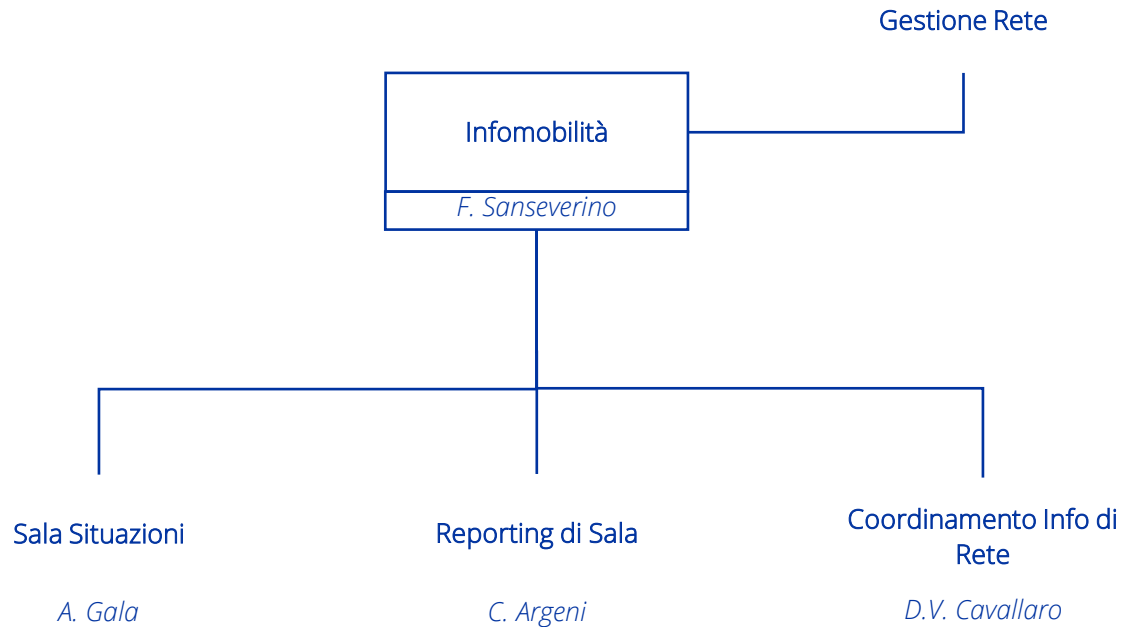 Gestione Rete
Infomobilità
F. Sanseverino
Sala Situazioni
A. Gala
Reporting di Sala
C. Argeni
Coordinamento Info di
Rete
D.V. Cavallaro